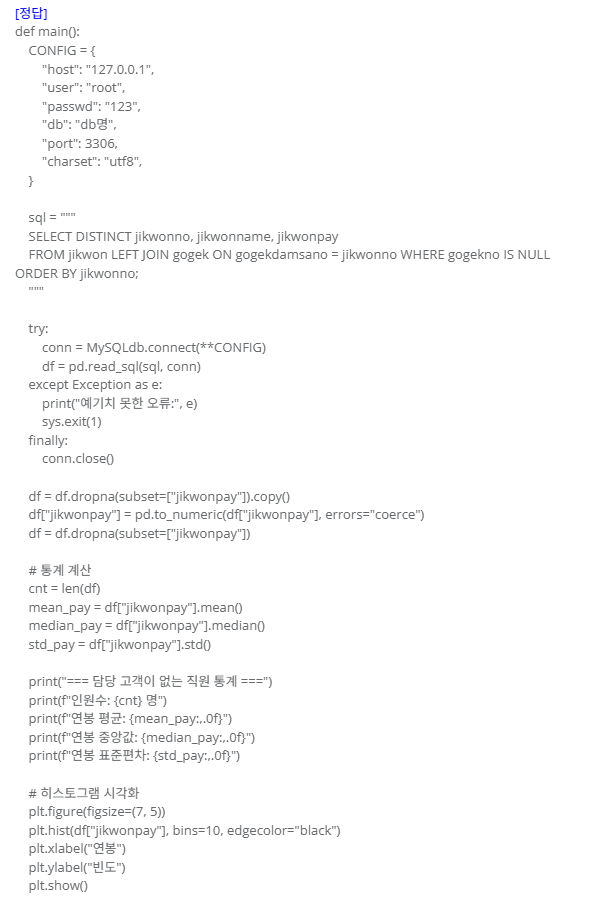 [정답]
def main():
    CONFIG = {
        "host": "127.0.0.1",
        "user": "root",
        "passwd": "123",
        "db": "db명",
        "port": 3306,
        "charset": "utf8",
    }

    sql = """
    SELECT DISTINCT jikwonno, jikwonname, jikwonpay
    FROM jikwon LEFT JOIN gogek ON gogekdamsano = jikwonno WHERE gogekno IS NULL
ORDER BY jikwonno;
    """

    try:
        conn = MySQLdb.connect(**CONFIG)
        df = pd.read_sql(sql, conn)
    except Exception as e:
        print("예기치 못한 오류:", e)
        sys.exit(1)
    finally:
        conn.close()

    df = df.dropna(subset=["jikwonpay"]).copy()
    df["jikwonpay"] = pd.to_numeric(df["jikwonpay"], errors="coerce")
    df = df.dropna(subset=["jikwonpay"])

    # 통계 계산
    cnt = len(df)
    mean_pay = df["jikwonpay"].mean()
    median_pay = df["jikwonpay"].median()
    std_pay = df["jikwonpay"].std()

    print("=== 담당 고객이 없는 직원 통계 ===")
    print(f"인원수: {cnt} 명")
    print(f"연봉 평균: {mean_pay:,.0f}")
    print(f"연봉 중앙값: {median_pay:,.0f}")
    print(f"연봉 표준편차: {std_pay:,.0f}")

    # 히스토그램 시각화
    plt.figure(figsize=(7, 5))
    plt.hist(df["jikwonpay"], bins=10, edgecolor="black")
    plt.xlabel("연봉")
    plt.ylabel("빈도")
    plt.show()